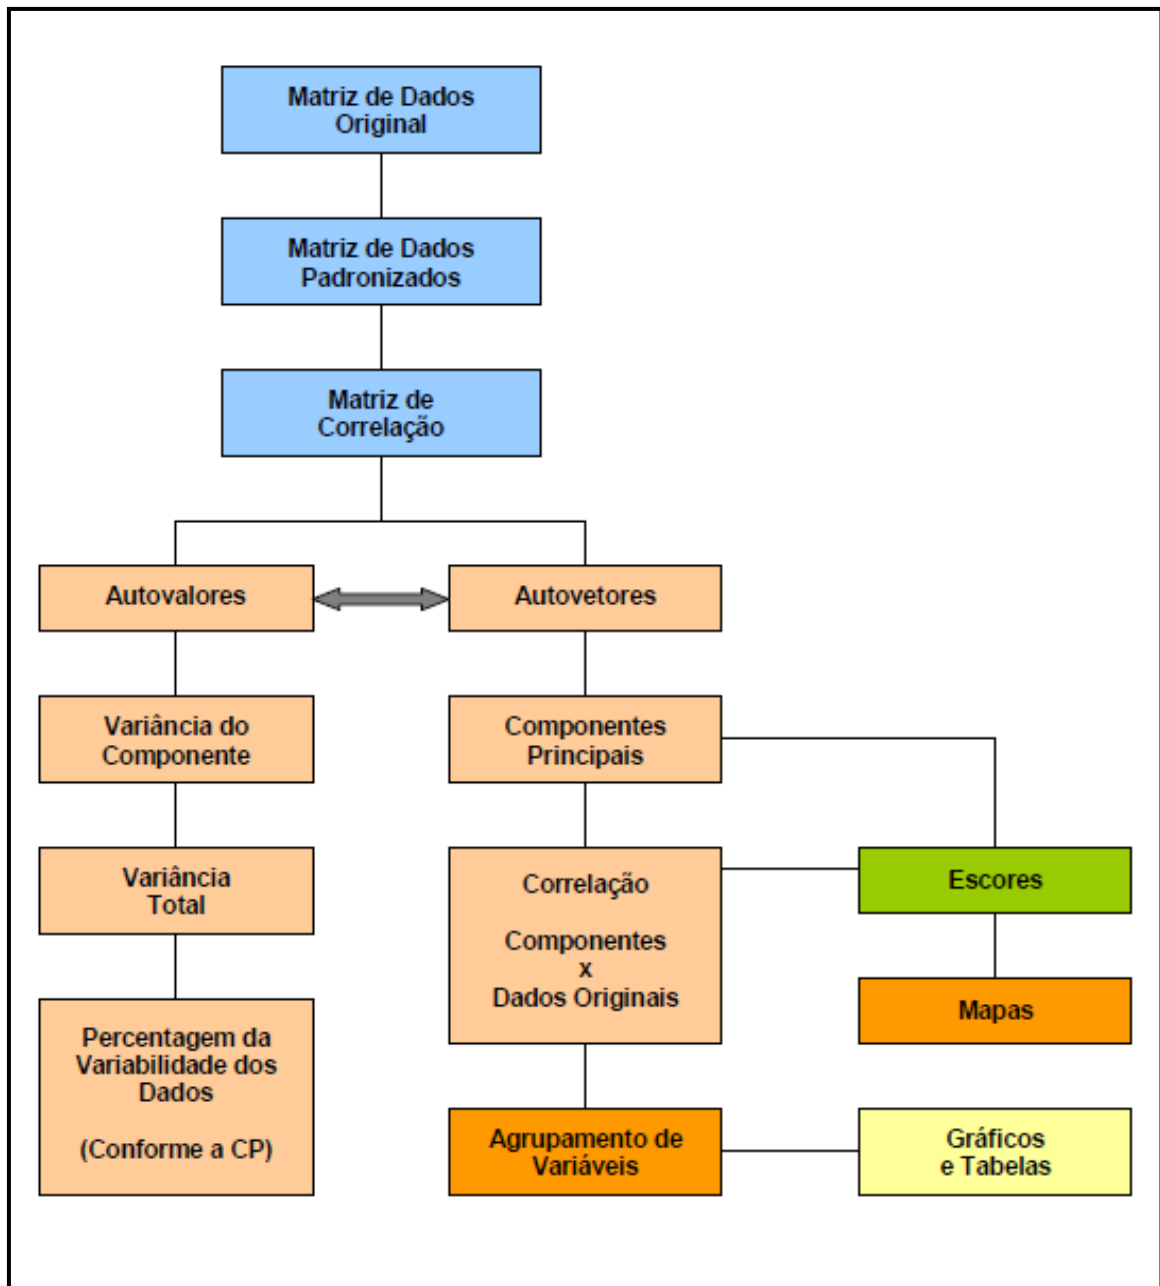 Matriz de Dados
Original
Matriz de Dados
Padronizados
Matriz de
Correlação
Autovalores
Autovetores
Variância do
Componente
Componentes
Principais
Variância
Total
Correlação
Componentes
x
Dados Originais
Escores
Mapas
Percentagem da
Variabilidade dos
Dados
(Conforme a CP)
Agrupamento de
Variáveis
Gráficos
e Tabelas